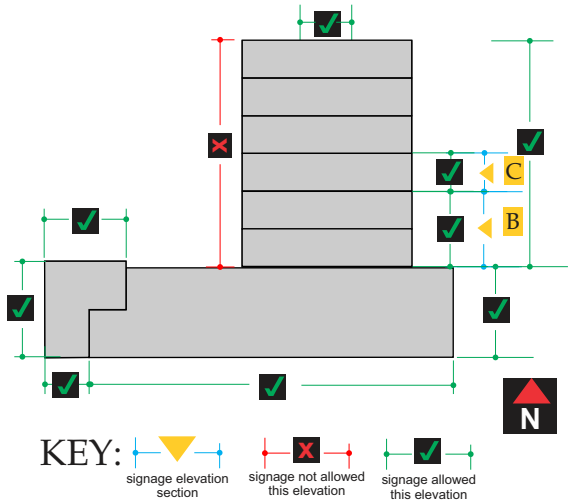 C
B
N
KEY:
signage elevation
section
signage not allowed
this elevation
signage allowed
this elevation